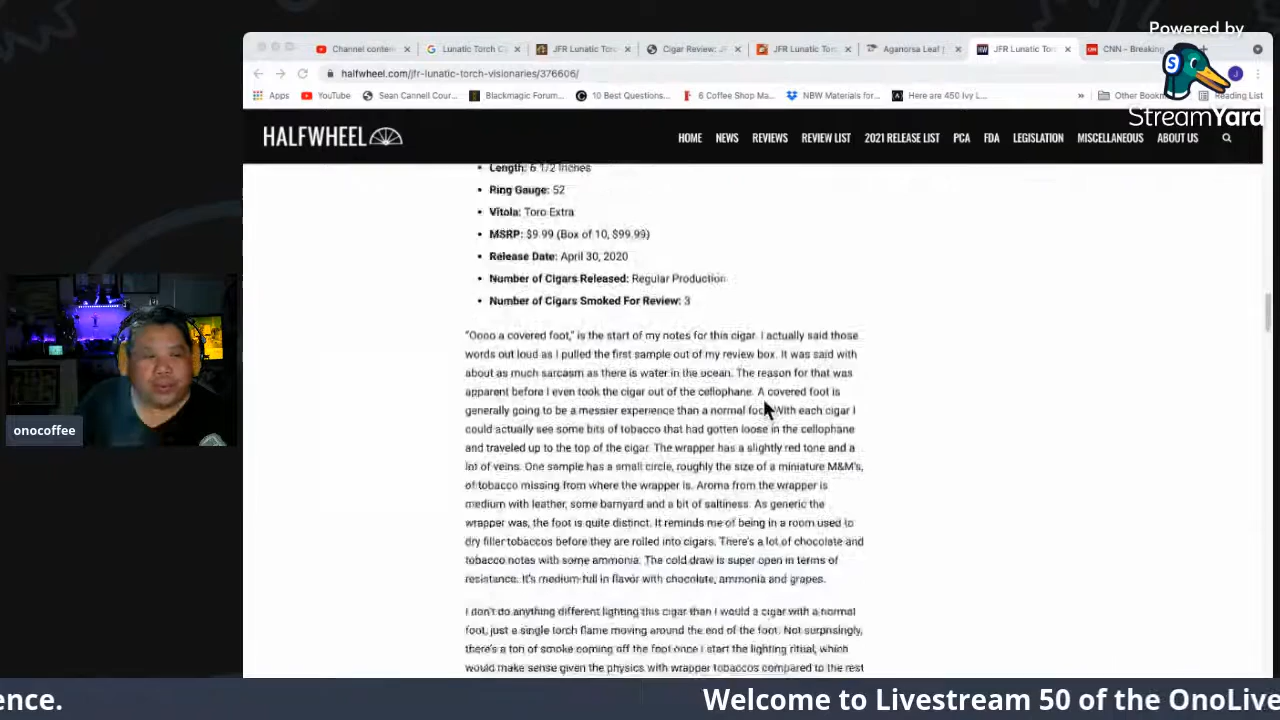 Powered by
StreamYard
Channel conten
Lunatic Torch C
JFR Lunatic Tor
Cigar Review: JF
JFR Lunatic Tor
Aganorsa Leaf
JFR Lunatic Tor
CNN – Breaking
halfwheel.com/jfr-lunatic-torch-visionaries/376606/
Apps
YouTube
Sean Cannell Cour...
Blackmagic Forum...
10 Best Questions...
6 Coffee Shop Ma...
NBW Materials for...
Here are 450 Ivy L...
»
Other Bookm
Reading List
HALFWHEEL
HOME NEWS REVIEWS REVIEW LIST 2021 RELEASE LIST PCA FDA LEGISLATION MISCELLANEOUS ABOUT US
Length: 6 1/2 Inches
Ring Gauge: 52
Vitola: Toro Extra
MSRP: $9.99 (Box of 10, $99.99)
Release Date: April 30, 2020
Number of Cigars Released: Regular Production
Number of Cigars Smoked For Review: 3
"Oooo a covered foot," is the start of my notes for this cigar. I actually said those
words out loud as I pulled the first sample out of my review box. It was said with
about as much sarcasm as there is water in the ocean. The reason for that was
apparent before I even took the cigar out of the cellophane. A covered foot is
generally going to be a messier experience than a normal foot. With each cigar I
could actually see some bits of tobacco that had gotten loose in the cellophane
and traveled up to the top of the cigar. The wrapper has a slightly red tone and a
lot of veins. One sample has a small circle, roughly the size of a miniature M&M's,
of tobacco missing from where the wrapper is. Aroma from the wrapper is
medium with leather, some barnyard and a bit of saltiness. As generic the
wrapper was, the foot is quite distinct. It reminds me of being in a room used to
dry filler tobaccos before they are rolled into cigars. There's a lot of chocolate and
tobacco notes with some ammonia. The cold draw is super open in terms of
resistance. It's medium-full in flavor with chocolate, ammonia and grapes.
I don't do anything different lighting this cigar than I would a cigar with a normal
foot, just a single torch flame moving around the end of the foot. Not surprisingly,
there's a ton of smoke coming off the foot once I start the lighting ritual, which
would make sense given the physics with wrapper tobaccos compared to the rest
onocoffee
ence.
Welcome to Livestream 50 of the OnoLive